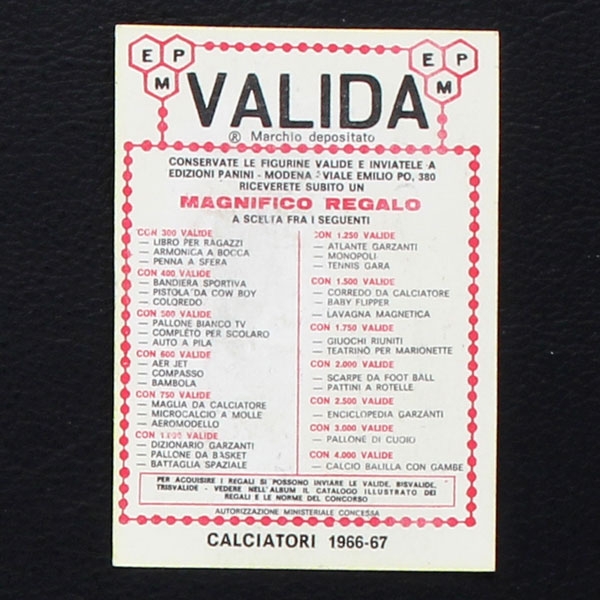 E P
M
E P
M
VALIDA
® Marchio depositato
CONSERVATE LE FIGURINE VALIDE E INVIATELE A
EDIZIONI PANINI - MODENA - VIALE EMILIO PO, 380
RICEVERETE SUBITO UN
MAGNIFICO REGALO
A SCELTA FRA I SEGUENTI
CON 300 VALIDE
— LIBRO PER RAGAZZI
— ARMONICA A BOCCA
— PENNA A SFERA
CON 400 VALIDE
— BANDIERA SPORTIVA
— PISTOLA DA COW BOY
— COLOREDO
CON 500 VALIDE
— PALLONE BIANCO TV
— COMPLETO PER SCOLARO
— AUTO A PILA
CON 600 VALIDE
— AER JET
— COMPASSO
— BAMBOLA
CON 750 VALIDE
— MAGLIA DA CALCIATORE
— MICROCALCIO A MOLLE
— AEROMODELLO
CON 1.000 VALIDE
— DIZIONARIO GARZANTI
— PALLONE DA BASKET
— BATTAGLIA SPAZIALE
CON 1.250 VALIDE
— ATLANTE GARZANTI
— MONOPOLI
— TENNIS GARA
CON 1.500 VALIDE
— CORREDO DA CALCIATORE
— BABY FLIPPER
— LAVAGNA MAGNETICA
CON 1.750 VALIDE
— GIUOCHI RIUNITI
— TEATRINO PER MARIONETTE
CON 2.000 VALIDE
— SCARPE DA FOOT BALL
— PATTINI A ROTELLE
CON 2.500 VALIDE
— ENCICLOPEDIA GARZANTI
CON 3.000 VALIDE
— PALLONE DI CUOIO
CON 4.000 VALIDE
— CALCIO BALILLA CON GAMBE
PER ACQUISIRE I REGALI SI POSSONO INVIARE LE VALIDE, BISVALIDE,
TRISVALIDE - VEDERE NELL'ALBUM IL CATALOGO ILLUSTRATO DEI
REGALI E LE NORME DEL CONCORSO
AUTORIZZAZIONE MINISTERIALE CONCESSA
CALCIATORI 1966-67